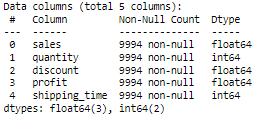 Data columns (total 5 columns):
 #   Column         Non-Null Count  Dtype
---  ------         --------------  -----
 0   sales          9994 non-null   float64
 1   quantity       9994 non-null   int64
 2   discount       9994 non-null   float64
 3   profit         9994 non-null   float64
 4   shipping_time  9994 non-null   int64
dtypes: float64(3), int64(2)